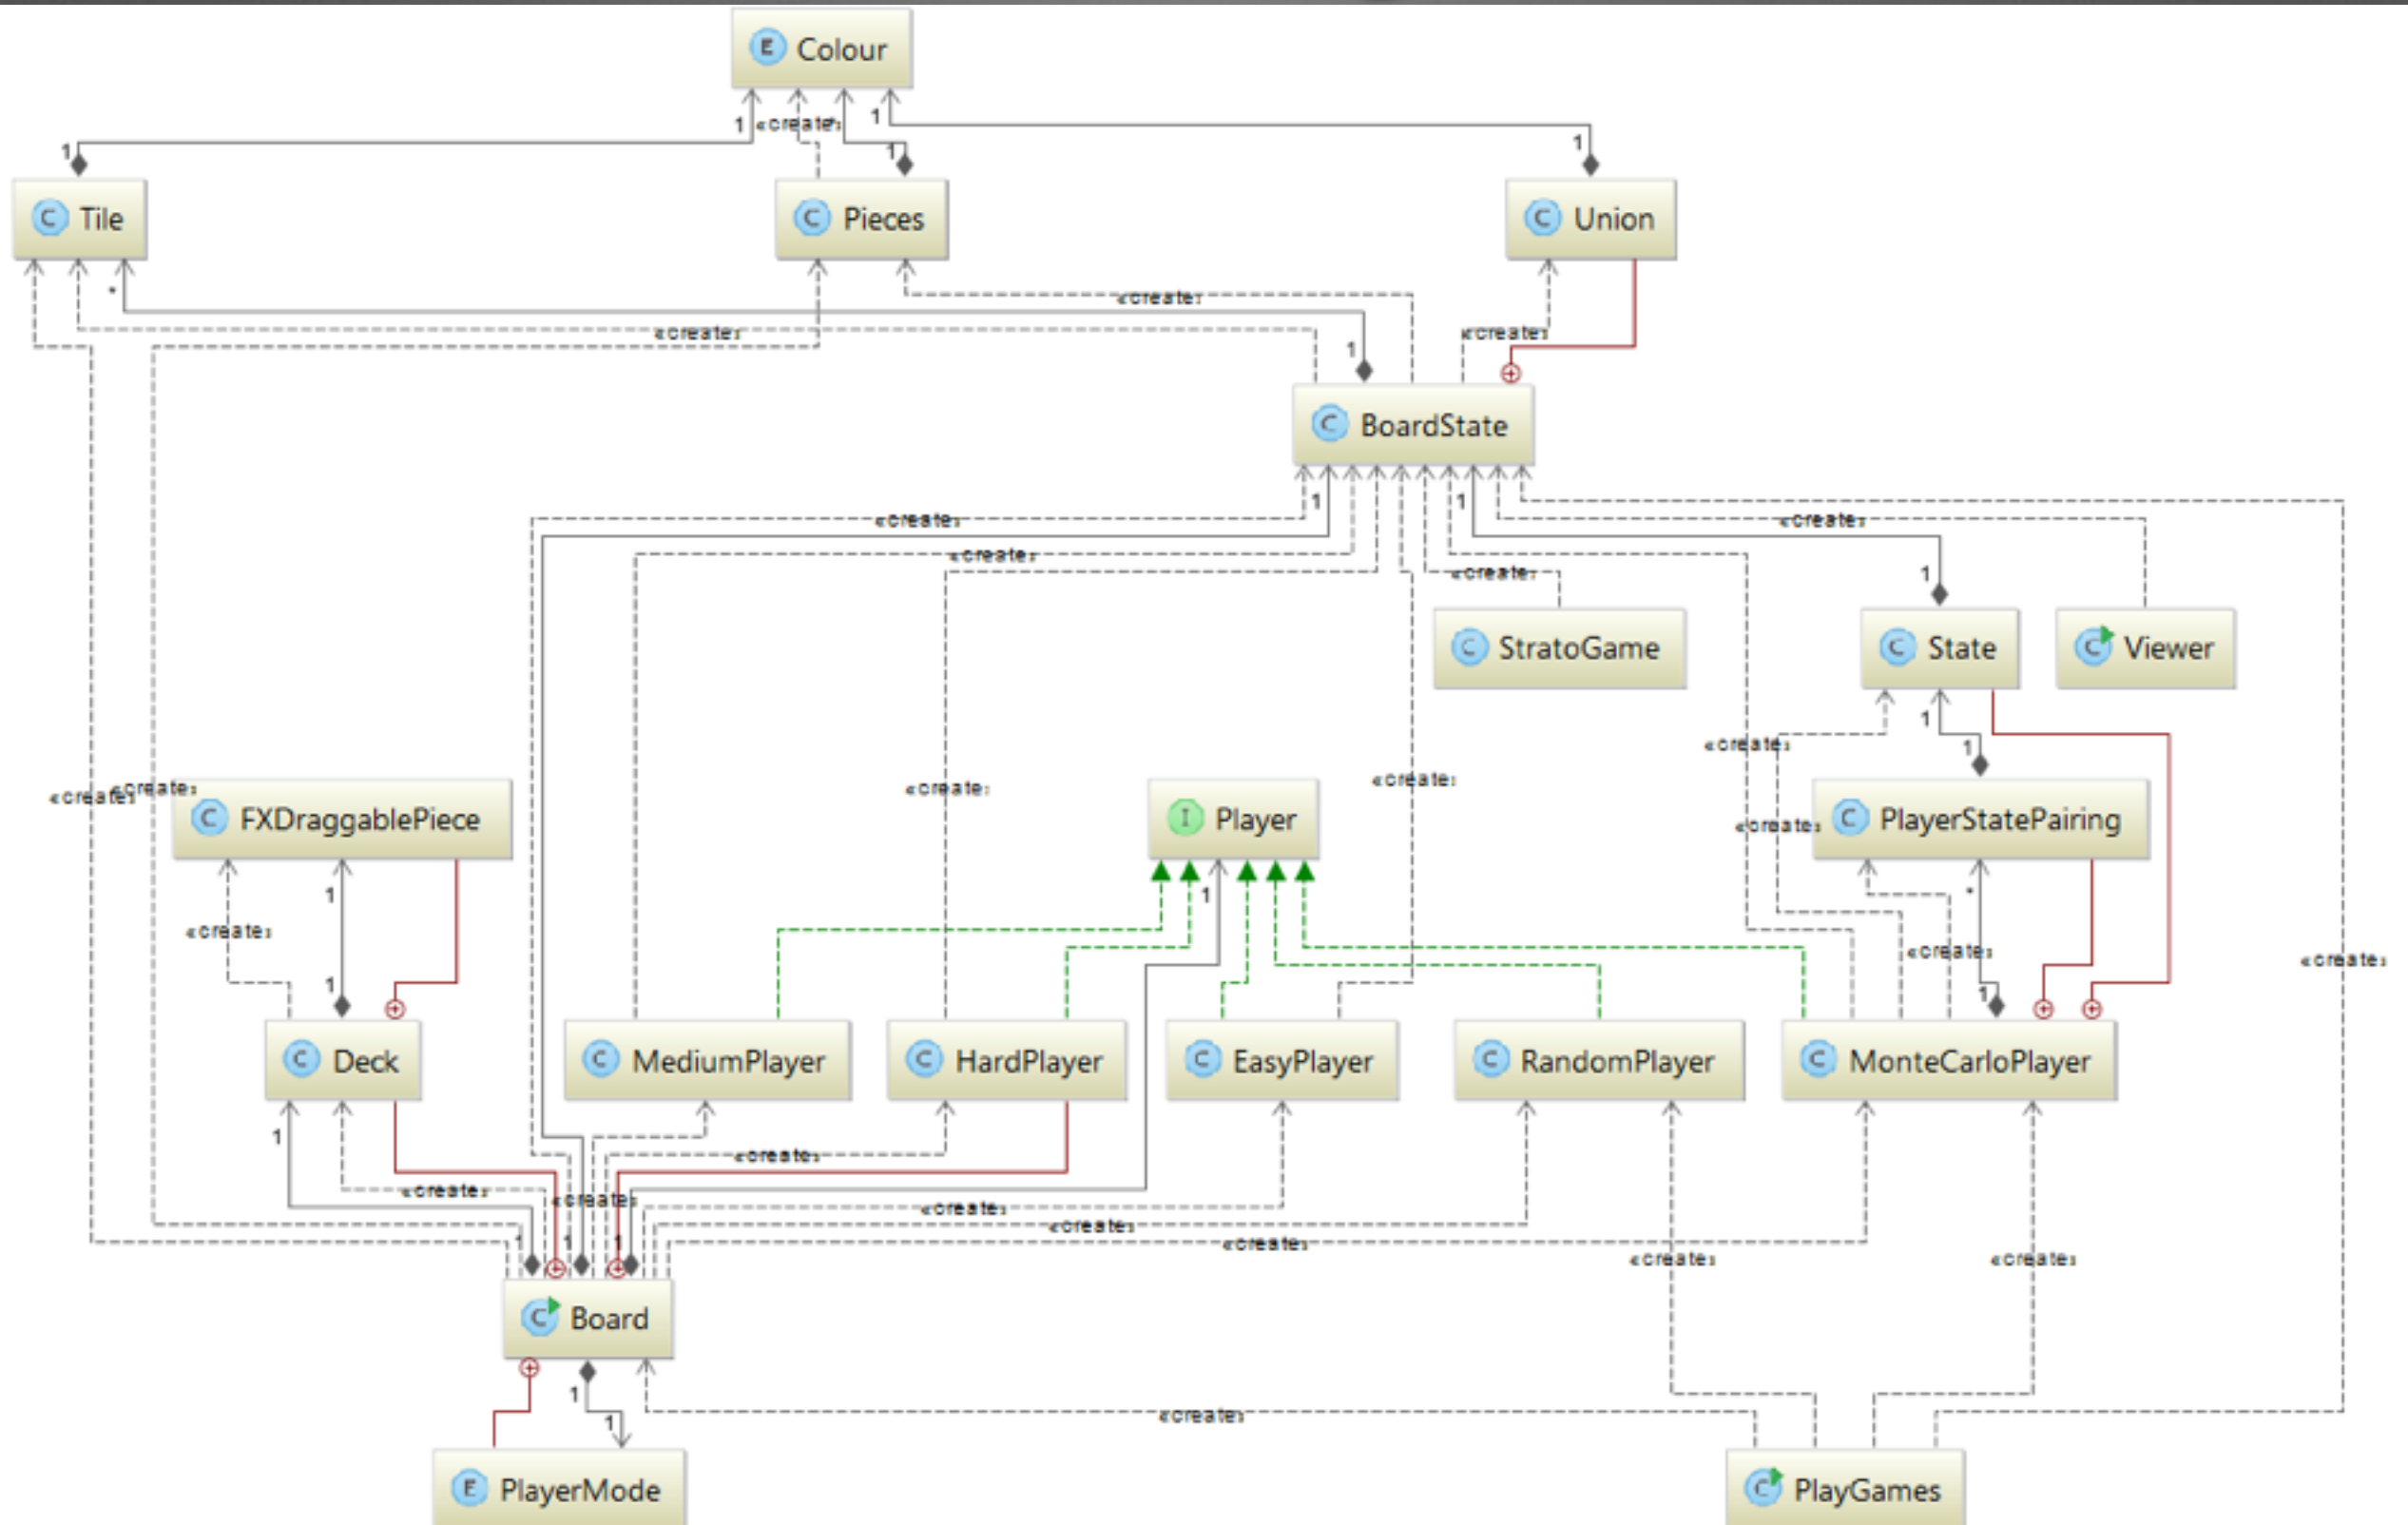 E Colour
1 «create» * 1
1 1 1
C Tile
C Pieces
C Union
*
«create»
«create»
«create»
1
C BoardState
1 1
«create»
«create»
«create»
«create»
1
C StratoGame
C State
C Viewer
«create»
1
1
«create»
«create»
«create»
«create»
C FXDraggablePiece
I Player
«create»
C PlayerStatePairing
1
1
*
«create»
«create»
«create»
1
1
C Deck
C MediumPlayer
C HardPlayer
C EasyPlayer
C RandomPlayer
C MonteCarloPlayer
1
«create»
«create»
«create»
«create»
«create»
«create»
1 1 1
«create»
«create»
C Board
1
1
«create»
E PlayerMode
C PlayGames